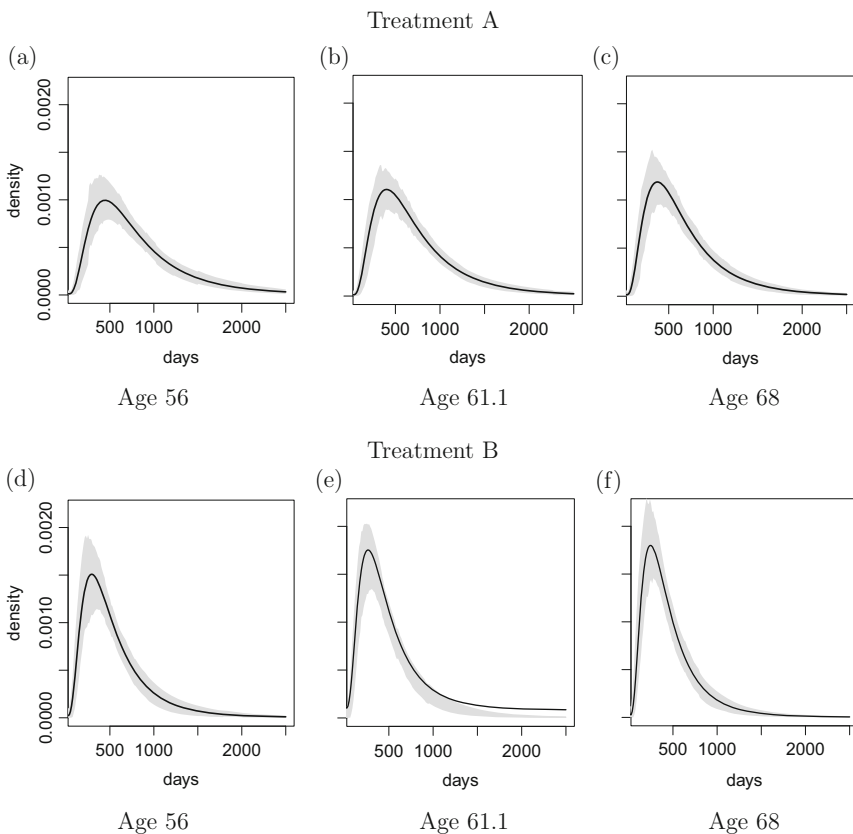 Treatment A
(a) (b) (c)
0.0000 0.0010 0.0020
density
500 1000 2000 500 1000 2000 500 1000 2000
days days days
Age 56 Age 61.1 Age 68
Treatment B
(d) (e) (f)
0.0000 0.0010 0.0020
density
500 1000 2000 500 1000 2000 500 1000 2000
days days days
Age 56 Age 61.1 Age 68